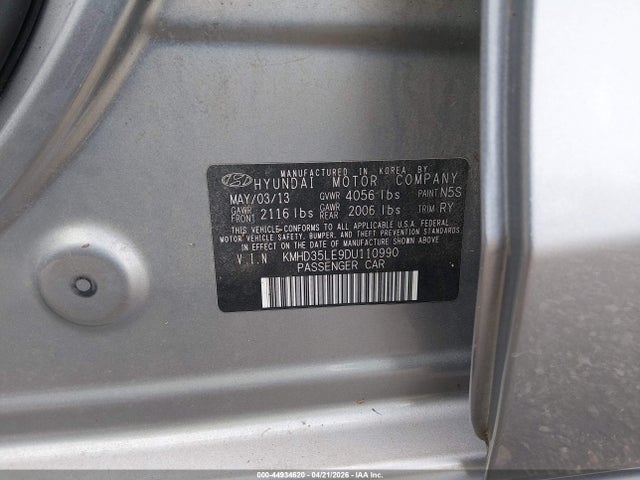 MANUFACTURED IN KOREA BY
HYUNDAI MOTOR COMPANY
MAY/03/13 GVWR 4056 lbs PAINT N5S
GAWR FRONT 2116 lbs GAWR REAR 2006 lbs TRIM RY
THIS VEHICLE CONFORMS TO ALL APPLICABLE U.S.A FEDERAL
MOTOR VEHICLE SAFETY, BUMPER, AND THEFT PREVENTION STANDARDS
IN EFFECT ON THE DATE OF MANUFACTURE SHOWN ABOVE.
V.I.N KMHD35LE9DU110990
PASSENGER CAR
000-44934620 04/21/2026 - IAA Inc.